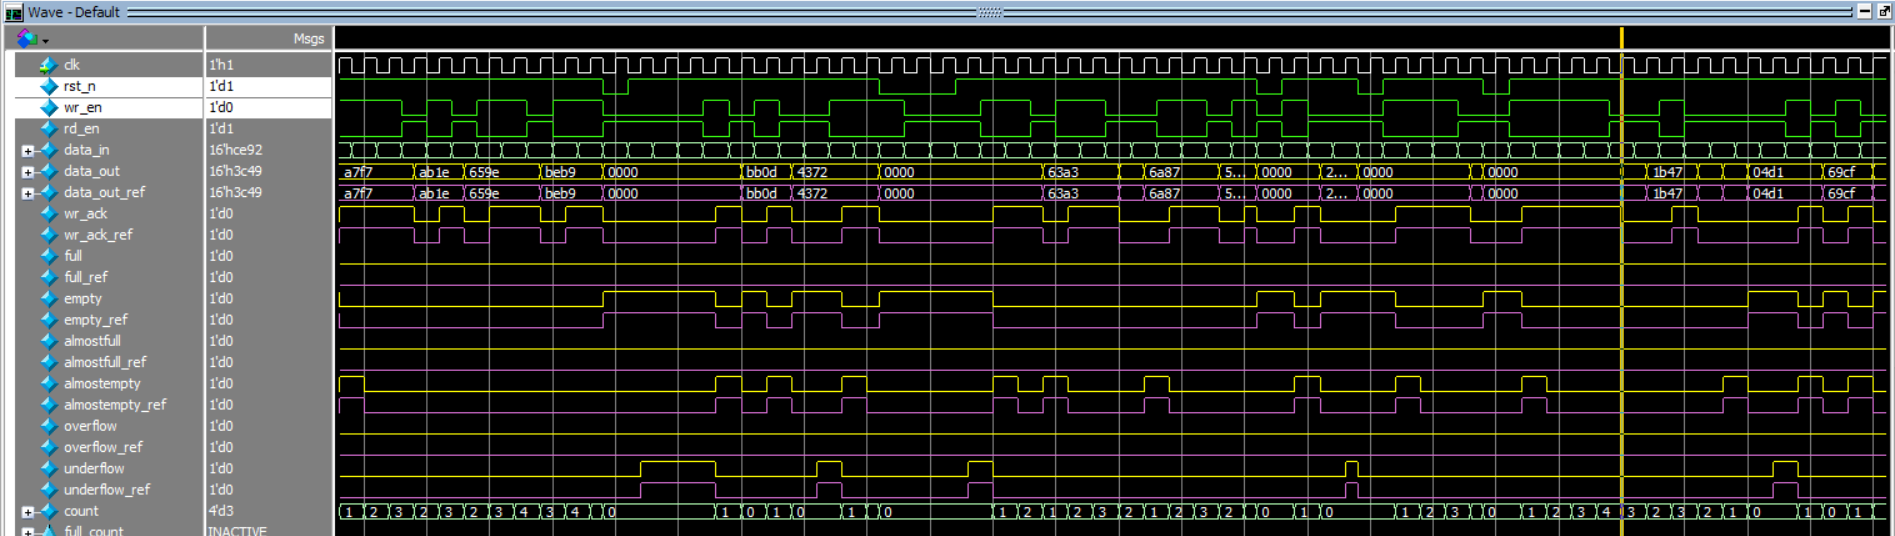 Wave - Default
Msgs
clk 1'h1
rst_n 1'd1
wr_en 1'd0
rd_en 1'd1
data_in 16'hce92
data_out 16'h3c49 a7f7 ab1e 659e beb9 0000 bb0d 4372 0000 63a3 6a87 5... 0000 2... 0000 0000 1b47 04d1 69cf
data_out_ref 16'h3c49 a7f7 ab1e 659e beb9 0000 bb0d 4372 0000 63a3 6a87 5... 0000 2... 0000 0000 1b47 04d1 69cf
wr_ack 1'd0
wr_ack_ref 1'd0
full 1'd0
full_ref 1'd0
empty 1'd0
empty_ref 1'd0
almostfull 1'd0
almostfull_ref 1'd0
almostempty 1'd0
almostempty_ref 1'd0
overflow 1'd0
overflow_ref 1'd0
underflow 1'd0
underflow_ref 1'd0
count 4'd3 1 2 3 2 3 2 3 4 3 4 0 1 0 1 0 1 0 1 2 1 2 3 2 1 2 3 2 0 1 0 1 2 3 0 1 2 3 4 3 2 3 2 1 0 1 0 1
full_count INACTIVE